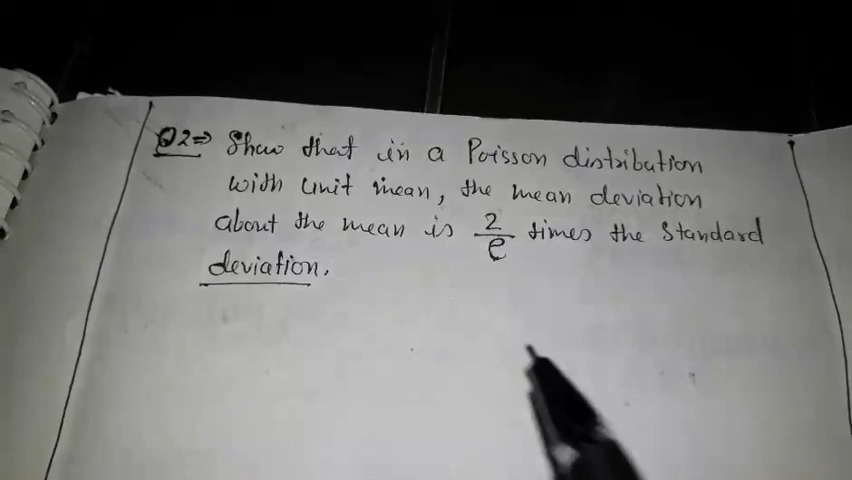 Q2⇒ Show that in a Poisson distribution
with unit mean, the mean deviation
about the mean is 2/e times the standard
deviation.